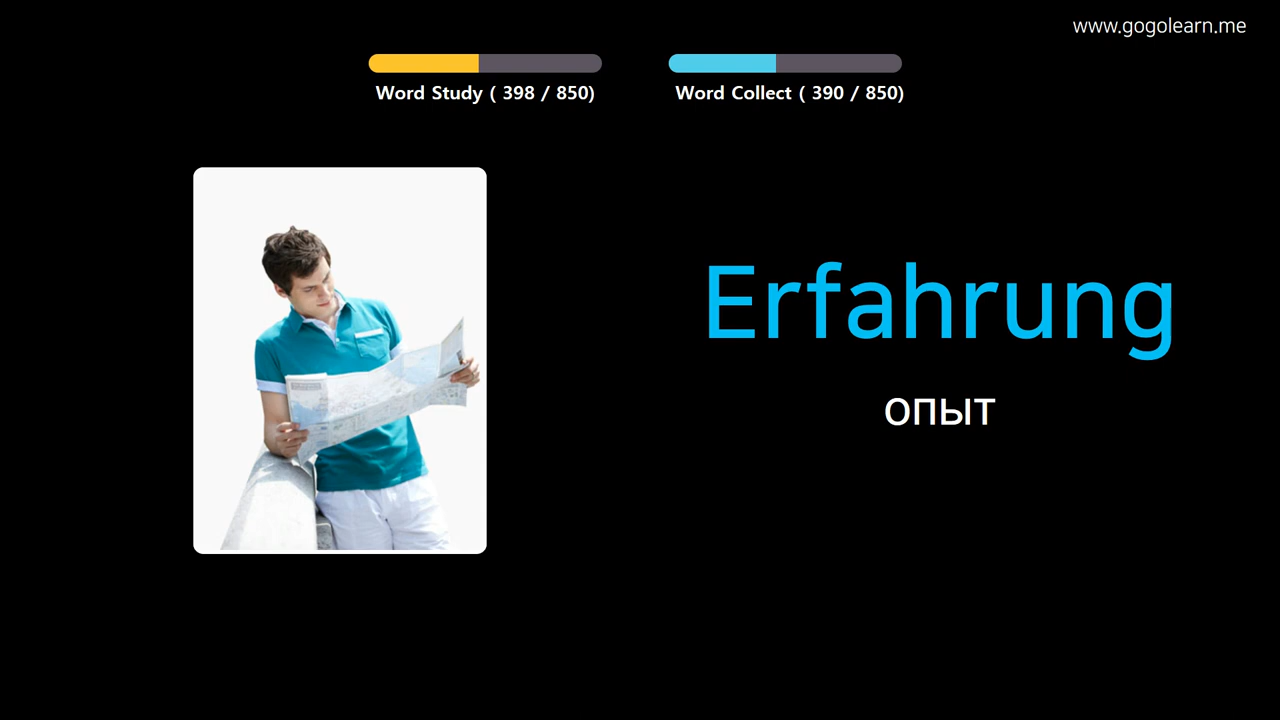 www.gogolearn.me
Word Study ( 398 / 850)
Word Collect ( 390 / 850)
Erfahrung
опыт